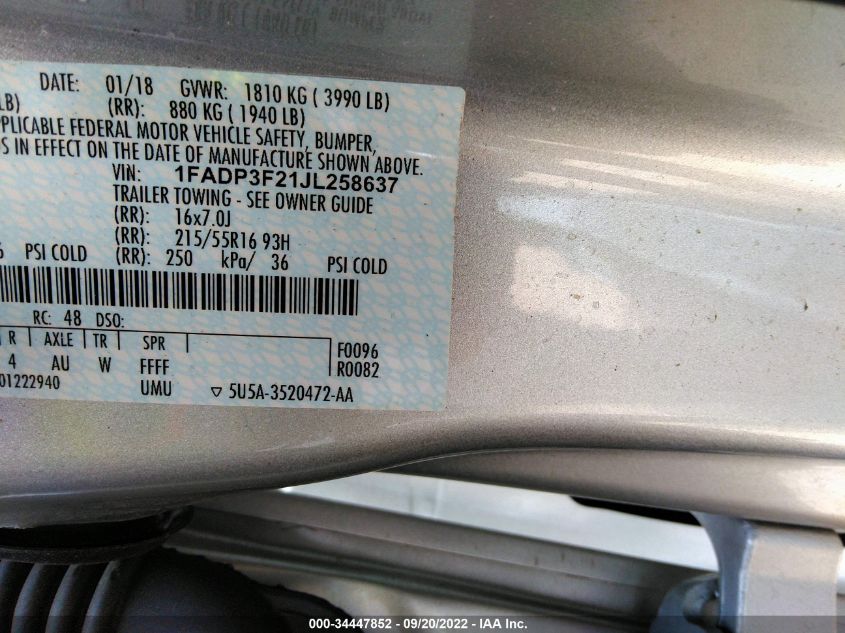 DATE: 01/18 GVWR: 1810 KG ( 3990 LB)
LB) (RR): 880 KG ( 1940 LB)
PPLICABLE FEDERAL MOTOR VEHICLE SAFETY, BUMPER,
S IN EFFECT ON THE DATE OF MANUFACTURE SHOWN ABOVE.
VIN: 1FADP3F21JL258637
TRAILER TOWING - SEE OWNER GUIDE
(RR): 16x7.0J
(RR): 215/55R16 93H
PSI COLD (RR): 250 kPa/ 36 PSI COLD
RC: 48 DSO:
R AXLE TR SPR
4 AU W FFFF
F0096
R0082
01222940 UMU ▽ 5U5A-3520472-AA
000-34447852 | 09/20/2022 | IAA Inc.